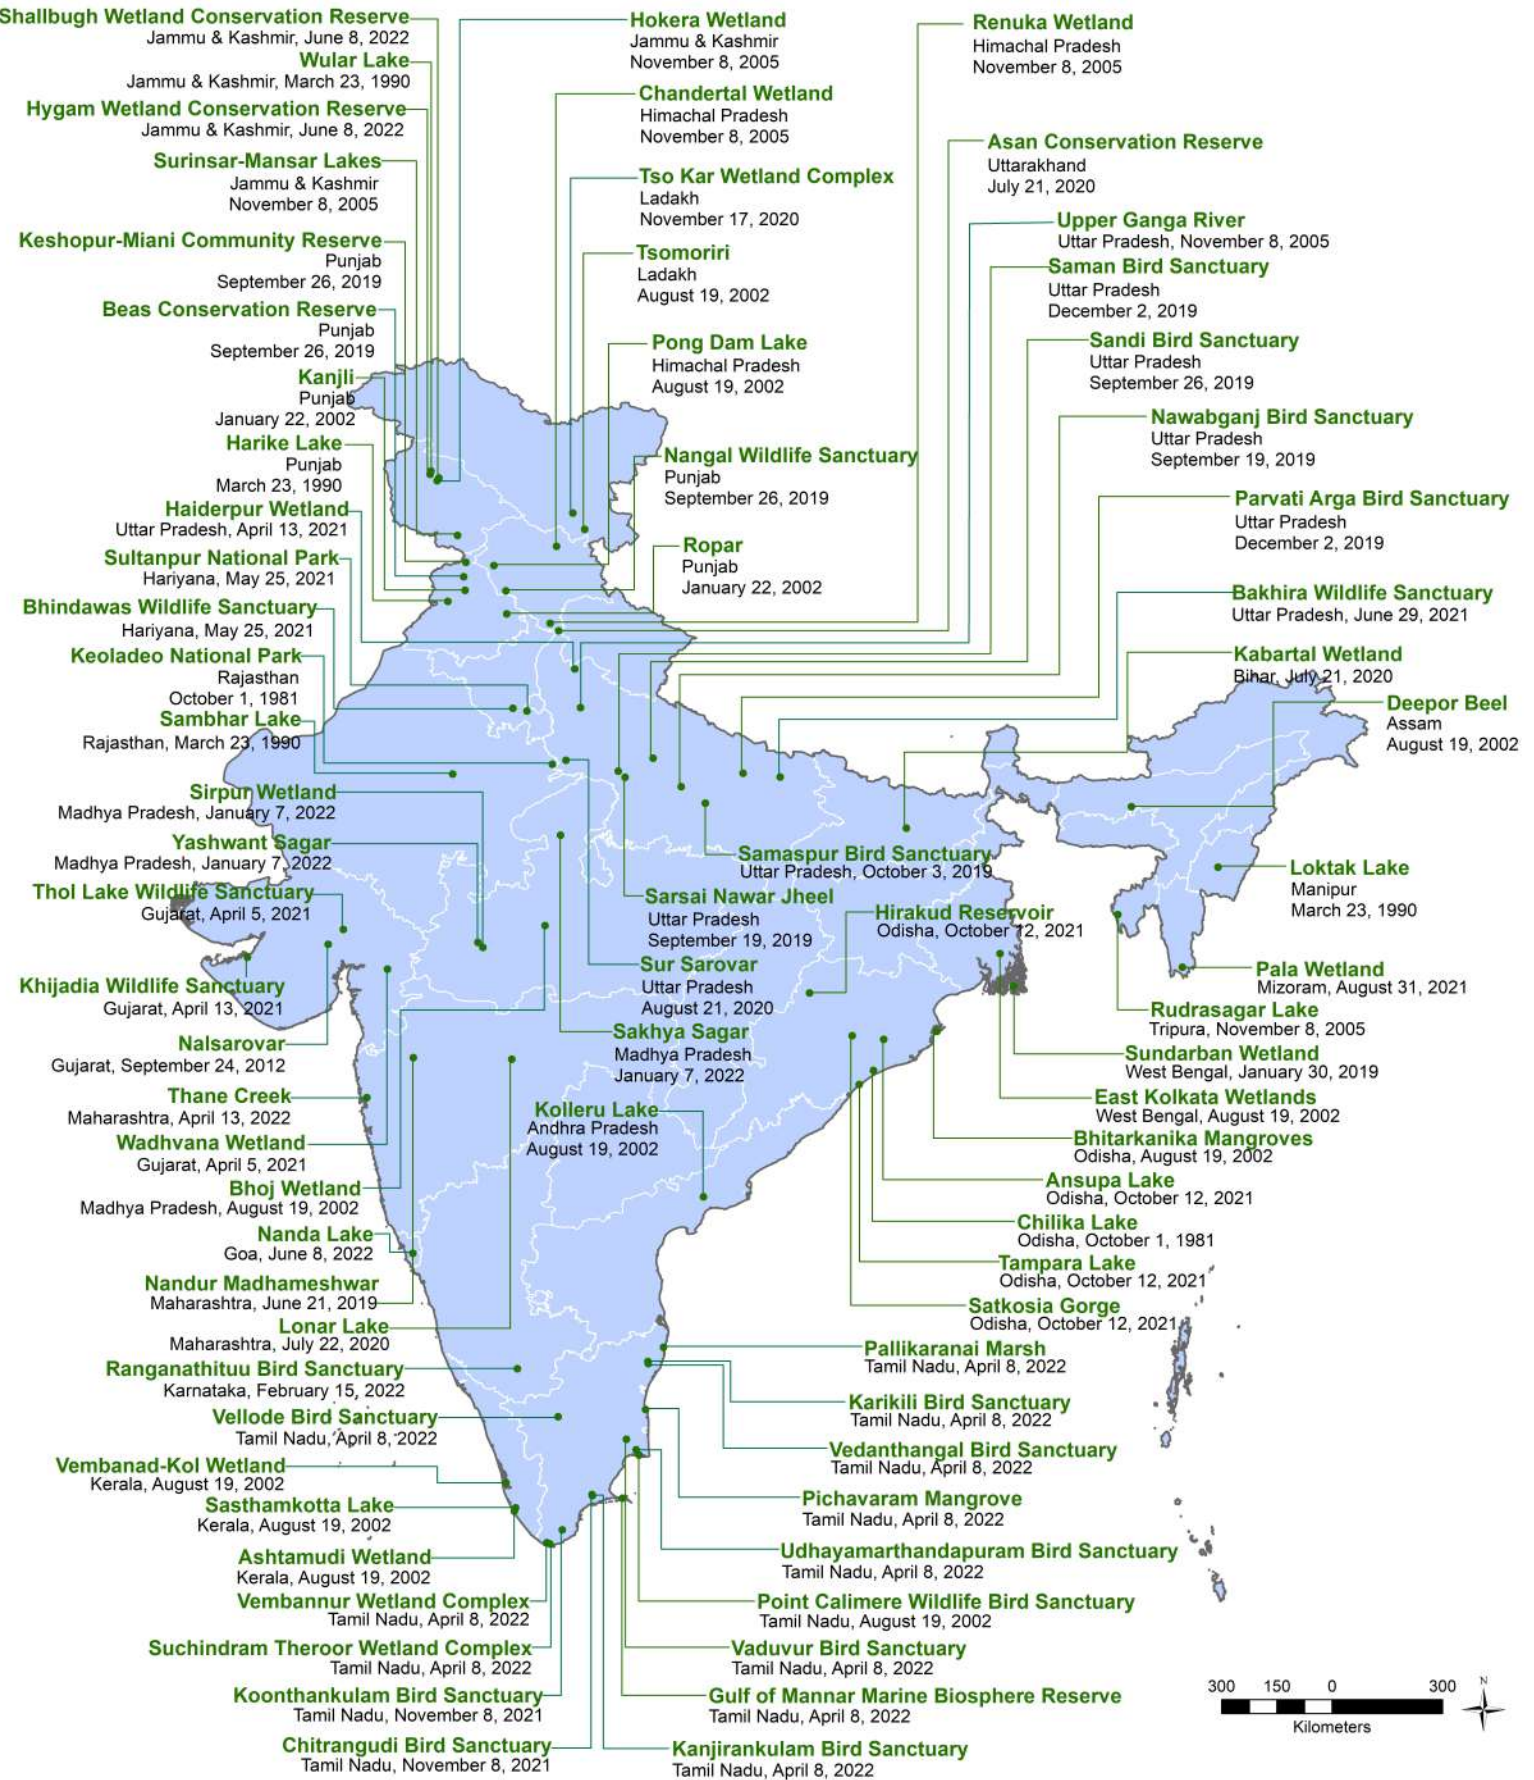 Shallbugh Wetland Conservation Reserve
Jammu & Kashmir, June 8, 2022
Wular Lake
Jammu & Kashmir, March 23, 1990
Hygam Wetland Conservation Reserve
Jammu & Kashmir, June 8, 2022
Surinsar-Mansar Lakes
Jammu & Kashmir
November 8, 2005
Keshopur-Miani Community Reserve
Punjab
September 26, 2019
Beas Conservation Reserve
Punjab
September 26, 2019
Kanjli
Punjab
January 22, 2002
Harike Lake
Punjab
March 23, 1990
Haiderpur Wetland
Uttar Pradesh, April 13, 2021
Sultanpur National Park
Hariyana, May 25, 2021
Bhindawas Wildlife Sanctuary
Hariyana, May 25, 2021
Keoladeo National Park
Rajasthan
October 1, 1981
Sambhar Lake
Rajasthan, March 23, 1990
Sirpur Wetland
Madhya Pradesh, January 7, 2022
Yashwant Sagar
Madhya Pradesh, January 7, 2022
Thol Lake Wildlife Sanctuary
Gujarat, April 5, 2021
Khijadia Wildlife Sanctuary
Gujarat, April 13, 2021
Nalsarovar
Gujarat, September 24, 2012
Thane Creek
Maharashtra, April 13, 2022
Wadhvana Wetland
Gujarat, April 5, 2021
Bhoj Wetland
Madhya Pradesh, August 19, 2002
Nanda Lake
Goa, June 8, 2022
Nandur Madhameshwar
Maharashtra, June 21, 2019
Lonar Lake
Maharashtra, July 22, 2020
Ranganathituu Bird Sanctuary
Karnataka, February 15, 2022
Vellode Bird Sanctuary
Tamil Nadu, April 8, 2022
Vembanad-Kol Wetland
Kerala, August 19, 2002
Sasthamkotta Lake
Kerala, August 19, 2002
Ashtamudi Wetland
Kerala, August 19, 2002
Vembannur Wetland Complex
Tamil Nadu, April 8, 2022
Suchindram Theroor Wetland Complex
Tamil Nadu, April 8, 2022
Koonthankulam Bird Sanctuary
Tamil Nadu, November 8, 2021
Chitrangudi Bird Sanctuary
Tamil Nadu, November 8, 2021
Hokera Wetland
Jammu & Kashmir
November 8, 2005
Chandertal Wetland
Himachal Pradesh
November 8, 2005
Tso Kar Wetland Complex
Ladakh
November 17, 2020
Tsomoriri
Ladakh
August 19, 2002
Pong Dam Lake
Himachal Pradesh
August 19, 2002
Nangal Wildlife Sanctuary
Punjab
September 26, 2019
Ropar
Punjab
January 22, 2002
Samaspur Bird Sanctuary
Uttar Pradesh, October 3, 2019
Sarsai Nawar Jheel
Uttar Pradesh
September 19, 2019
Hirakud Reservoir
Odisha, October 12, 2021
Sur Sarovar
Uttar Pradesh
August 21, 2020
Sakhya Sagar
Madhya Pradesh
January 7, 2022
Kolleru Lake
Andhra Pradesh
August 19, 2002
Renuka Wetland
Himachal Pradesh
November 8, 2005
Asan Conservation Reserve
Uttarakhand
July 21, 2020
Upper Ganga River
Uttar Pradesh, November 8, 2005
Saman Bird Sanctuary
Uttar Pradesh
December 2, 2019
Sandi Bird Sanctuary
Uttar Pradesh
September 26, 2019
Nawabganj Bird Sanctuary
Uttar Pradesh
September 19, 2019
Parvati Arga Bird Sanctuary
Uttar Pradesh
December 2, 2019
Bakhira Wildlife Sanctuary
Uttar Pradesh, June 29, 2021
Kabartal Wetland
Bihar, July 21, 2020
Deepor Beel
Assam
August 19, 2002
Loktak Lake
Manipur
March 23, 1990
Pala Wetland
Mizoram, August 31, 2021
Rudrasagar Lake
Tripura, November 8, 2005
Sundarban Wetland
West Bengal, January 30, 2019
East Kolkata Wetlands
West Bengal, August 19, 2002
Bhitarkanika Mangroves
Odisha, August 19, 2002
Ansupa Lake
Odisha, October 12, 2021
Chilika Lake
Odisha, October 1, 1981
Tampara Lake
Odisha, October 12, 2021
Satkosia Gorge
Odisha, October 12, 2021
Pallikaranai Marsh
Tamil Nadu, April 8, 2022
Karikili Bird Sanctuary
Tamil Nadu, April 8, 2022
Vedanthangal Bird Sanctuary
Tamil Nadu, April 8, 2022
Pichavaram Mangrove
Tamil Nadu, April 8, 2022
Udhayamarthandapuram Bird Sanctuary
Tamil Nadu, April 8, 2022
Point Calimere Wildlife Bird Sanctuary
Tamil Nadu, August 19, 2002
Vaduvur Bird Sanctuary
Tamil Nadu, April 8, 2022
Gulf of Mannar Marine Biosphere Reserve
Tamil Nadu, April 8, 2022
Kanjirankulam Bird Sanctuary
Tamil Nadu, April 8, 2022
300 150 0 300
Kilometers
N